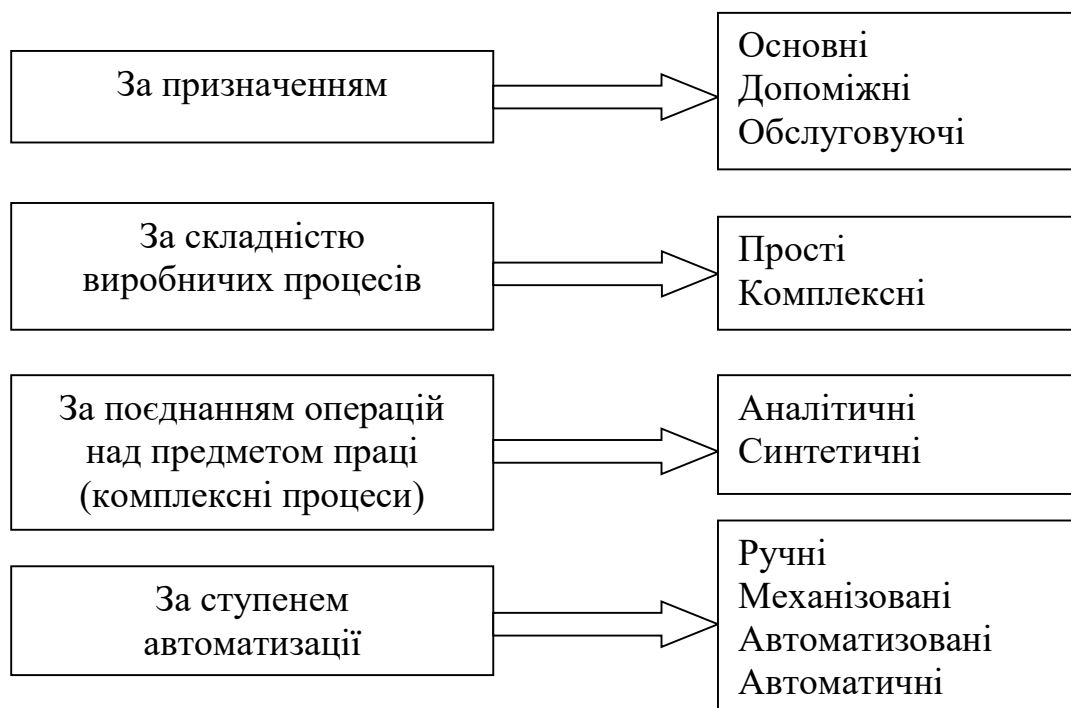 За призначенням
Основні
Допоміжні
Обслуговуючі
За складністю
виробничих процесів
Прості
Комплексні
За поєднанням операцій
над предметом праці
(комплексні процеси)
Аналітичні
Синтетичні
За ступенем
автоматизації
Ручні
Механізовані
Автоматизовані
Автоматичні